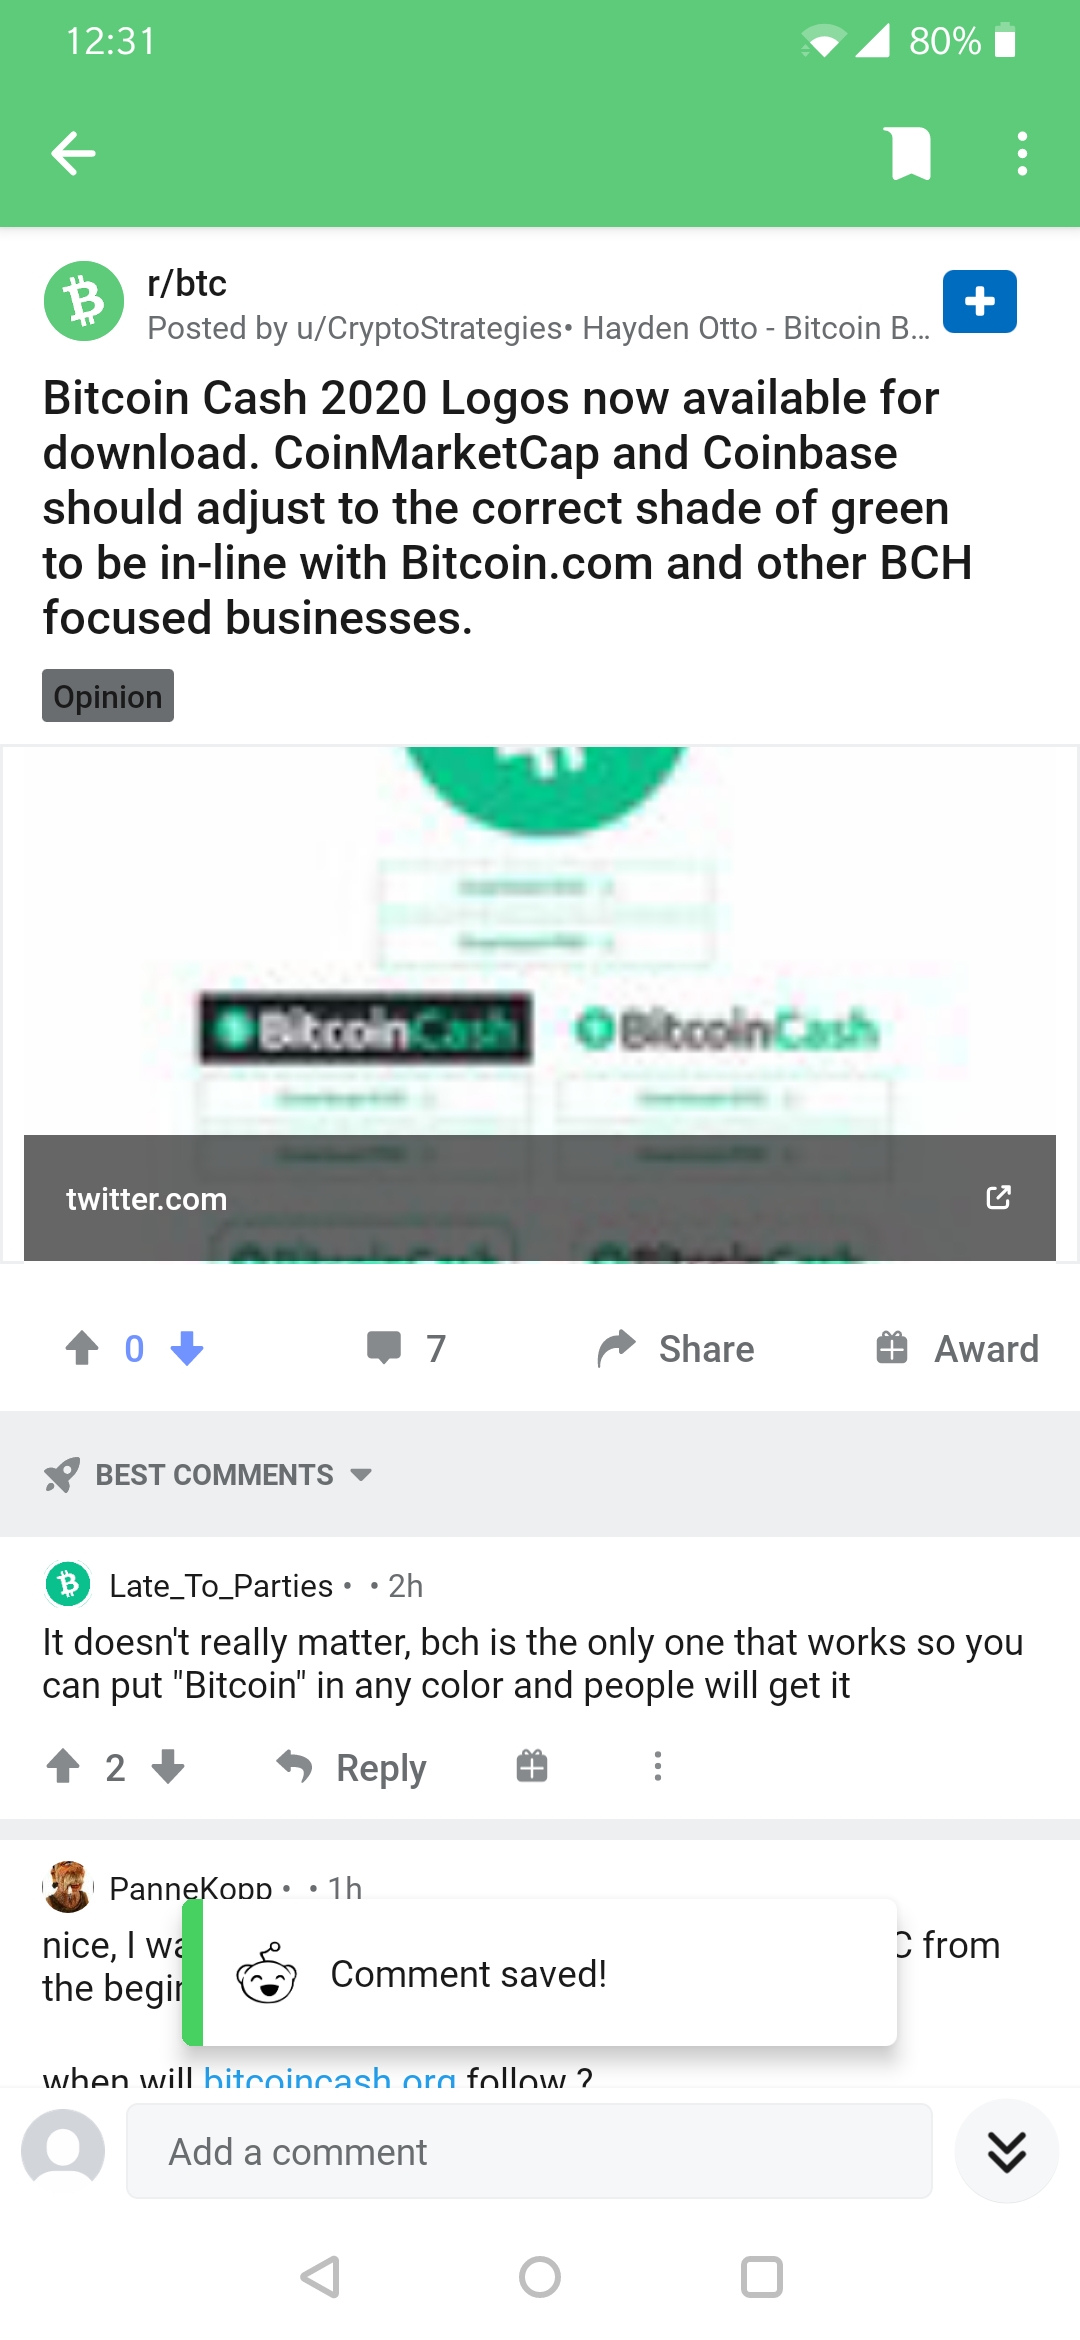 12:31
80%
r/btc
Posted by u/CryptoStrategies• Hayden Otto - Bitcoin B...
Bitcoin Cash 2020 Logos now available for
download. CoinMarketCap and Coinbase
should adjust to the correct shade of green
to be in-line with Bitcoin.com and other BCH
focused businesses.
Opinion
BitcoinCash BitcoinCash
twitter.com
0 7 Share Award
BEST COMMENTS
Late_To_Parties • • 2h
It doesn't really matter, bch is the only one that works so you
can put "Bitcoin" in any color and people will get it
2 Reply
PanneKopp • • 1h
nice, I C from
the
Comment saved!
when will bitcoincash.org follow ?
Add a comment